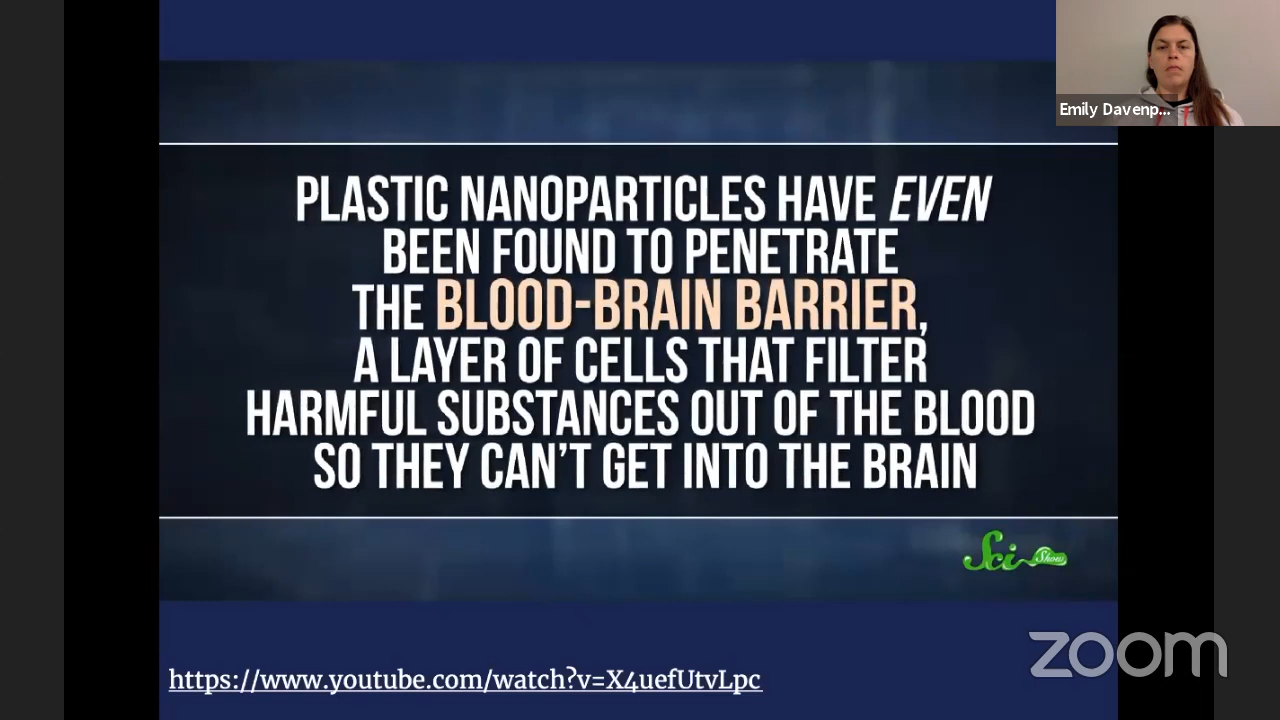 Emily Davenp...
PLASTIC NANOPARTICLES HAVE EVEN
BEEN FOUND TO PENETRATE
THE BLOOD-BRAIN BARRIER,
A LAYER OF CELLS THAT FILTER
HARMFUL SUBSTANCES OUT OF THE BLOOD
SO THEY CAN'T GET INTO THE BRAIN
Sci Show
zoom
https://www.youtube.com/watch?v=X4uefUtvLpc